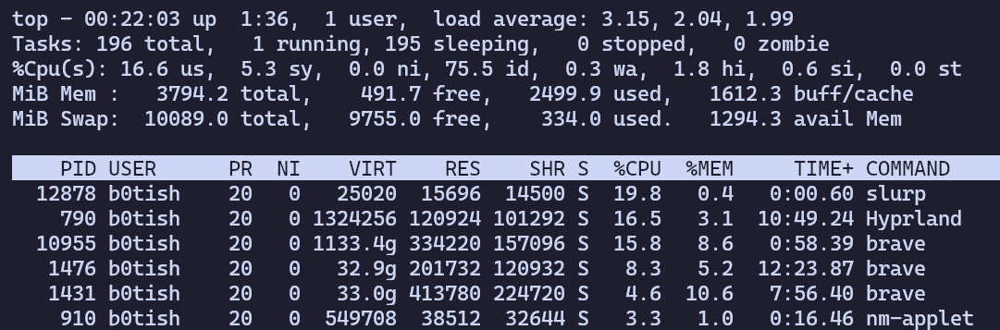 top - 00:22:03 up  1:36,  1 user,  load average: 3.15, 2.04, 1.99
Tasks: 196 total,   1 running, 195 sleeping,   0 stopped,   0 zombie
%Cpu(s): 16.6 us,  5.3 sy,  0.0 ni, 75.5 id,  0.3 wa,  1.8 hi,  0.6 si,  0.0 st
MiB Mem :   3794.2 total,    491.7 free,   2499.9 used,   1612.3 buff/cache
MiB Swap:  10089.0 total,   9755.0 free,    334.0 used.   1294.3 avail Mem
    PID USER      PR  NI    VIRT    RES    SHR S  %CPU  %MEM     TIME+ COMMAND
  12878 b0tish    20   0   25020  15696  14500 S  19.8   0.4   0:00.60 slurp
    790 b0tish    20   0 1324256 120924 101292 S  16.5   3.1  10:49.24 Hyprland
  10955 b0tish    20   0 1133.4g 334220 157096 S  15.8   8.6   0:58.39 brave
   1476 b0tish    20   0   32.9g 201732 120932 S   8.3   5.2  12:23.87 brave
   1431 b0tish    20   0   33.0g 413780 224720 S   4.6  10.6   7:56.40 brave
    910 b0tish    20   0  549708  38512  32644 S   3.3   1.0   0:16.46 nm-applet